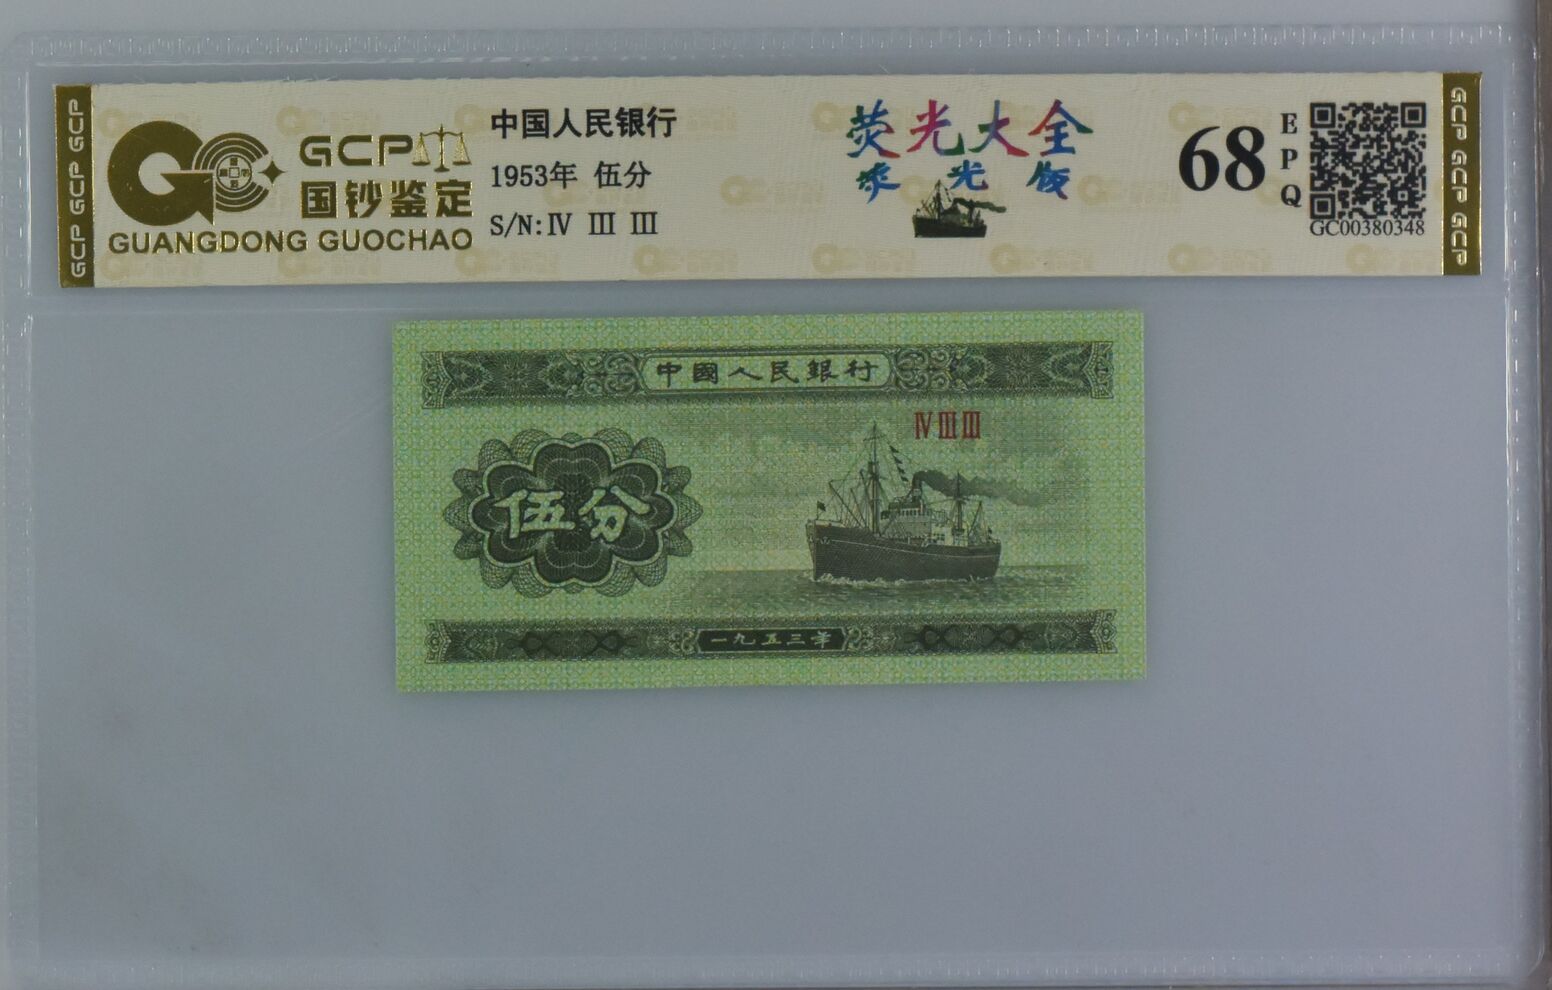 GCP GCP GCP
GCP
国钞鉴定
GUANGDONG GUOCHAO
中国人民银行
1953年 伍分
S/N:Ⅳ Ⅲ Ⅲ
荧光大全
光版
68
EPQ
GC00380348
GCP GCP GCP
中國人民銀行
ⅣⅢⅢ
伍分
一九五三年